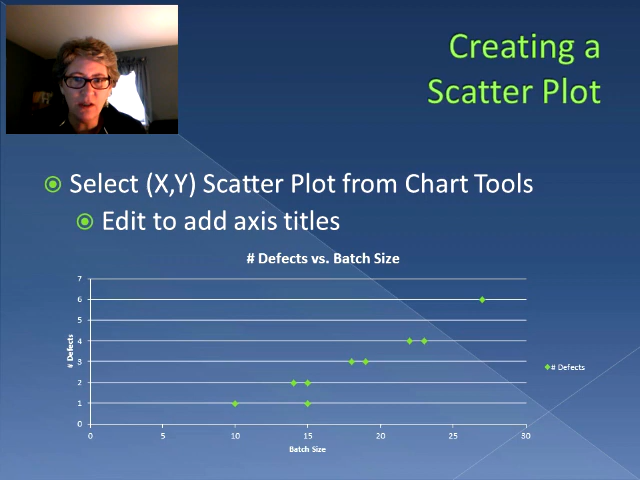 Creating a
Scatter Plot
Select (X,Y) Scatter Plot from Chart Tools
Edit to add axis titles
# Defects vs. Batch Size
7
6
5
4
3
2
1
0
# Defects
0 5 10 15 20 25 30
Batch Size
# Defects